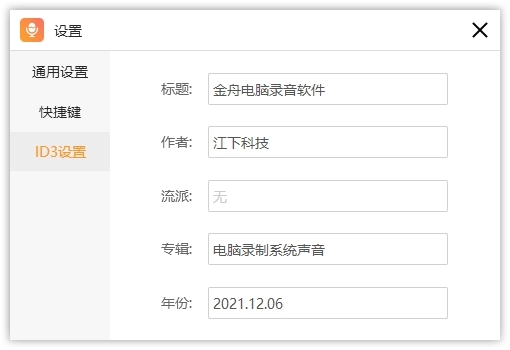 设置
通用设置
快捷键
ID3设置
标题: 金舟电脑录音软件
作者: 江下科技
流派: 无
专辑: 电脑录制系统声音
年份: 2021.12.06